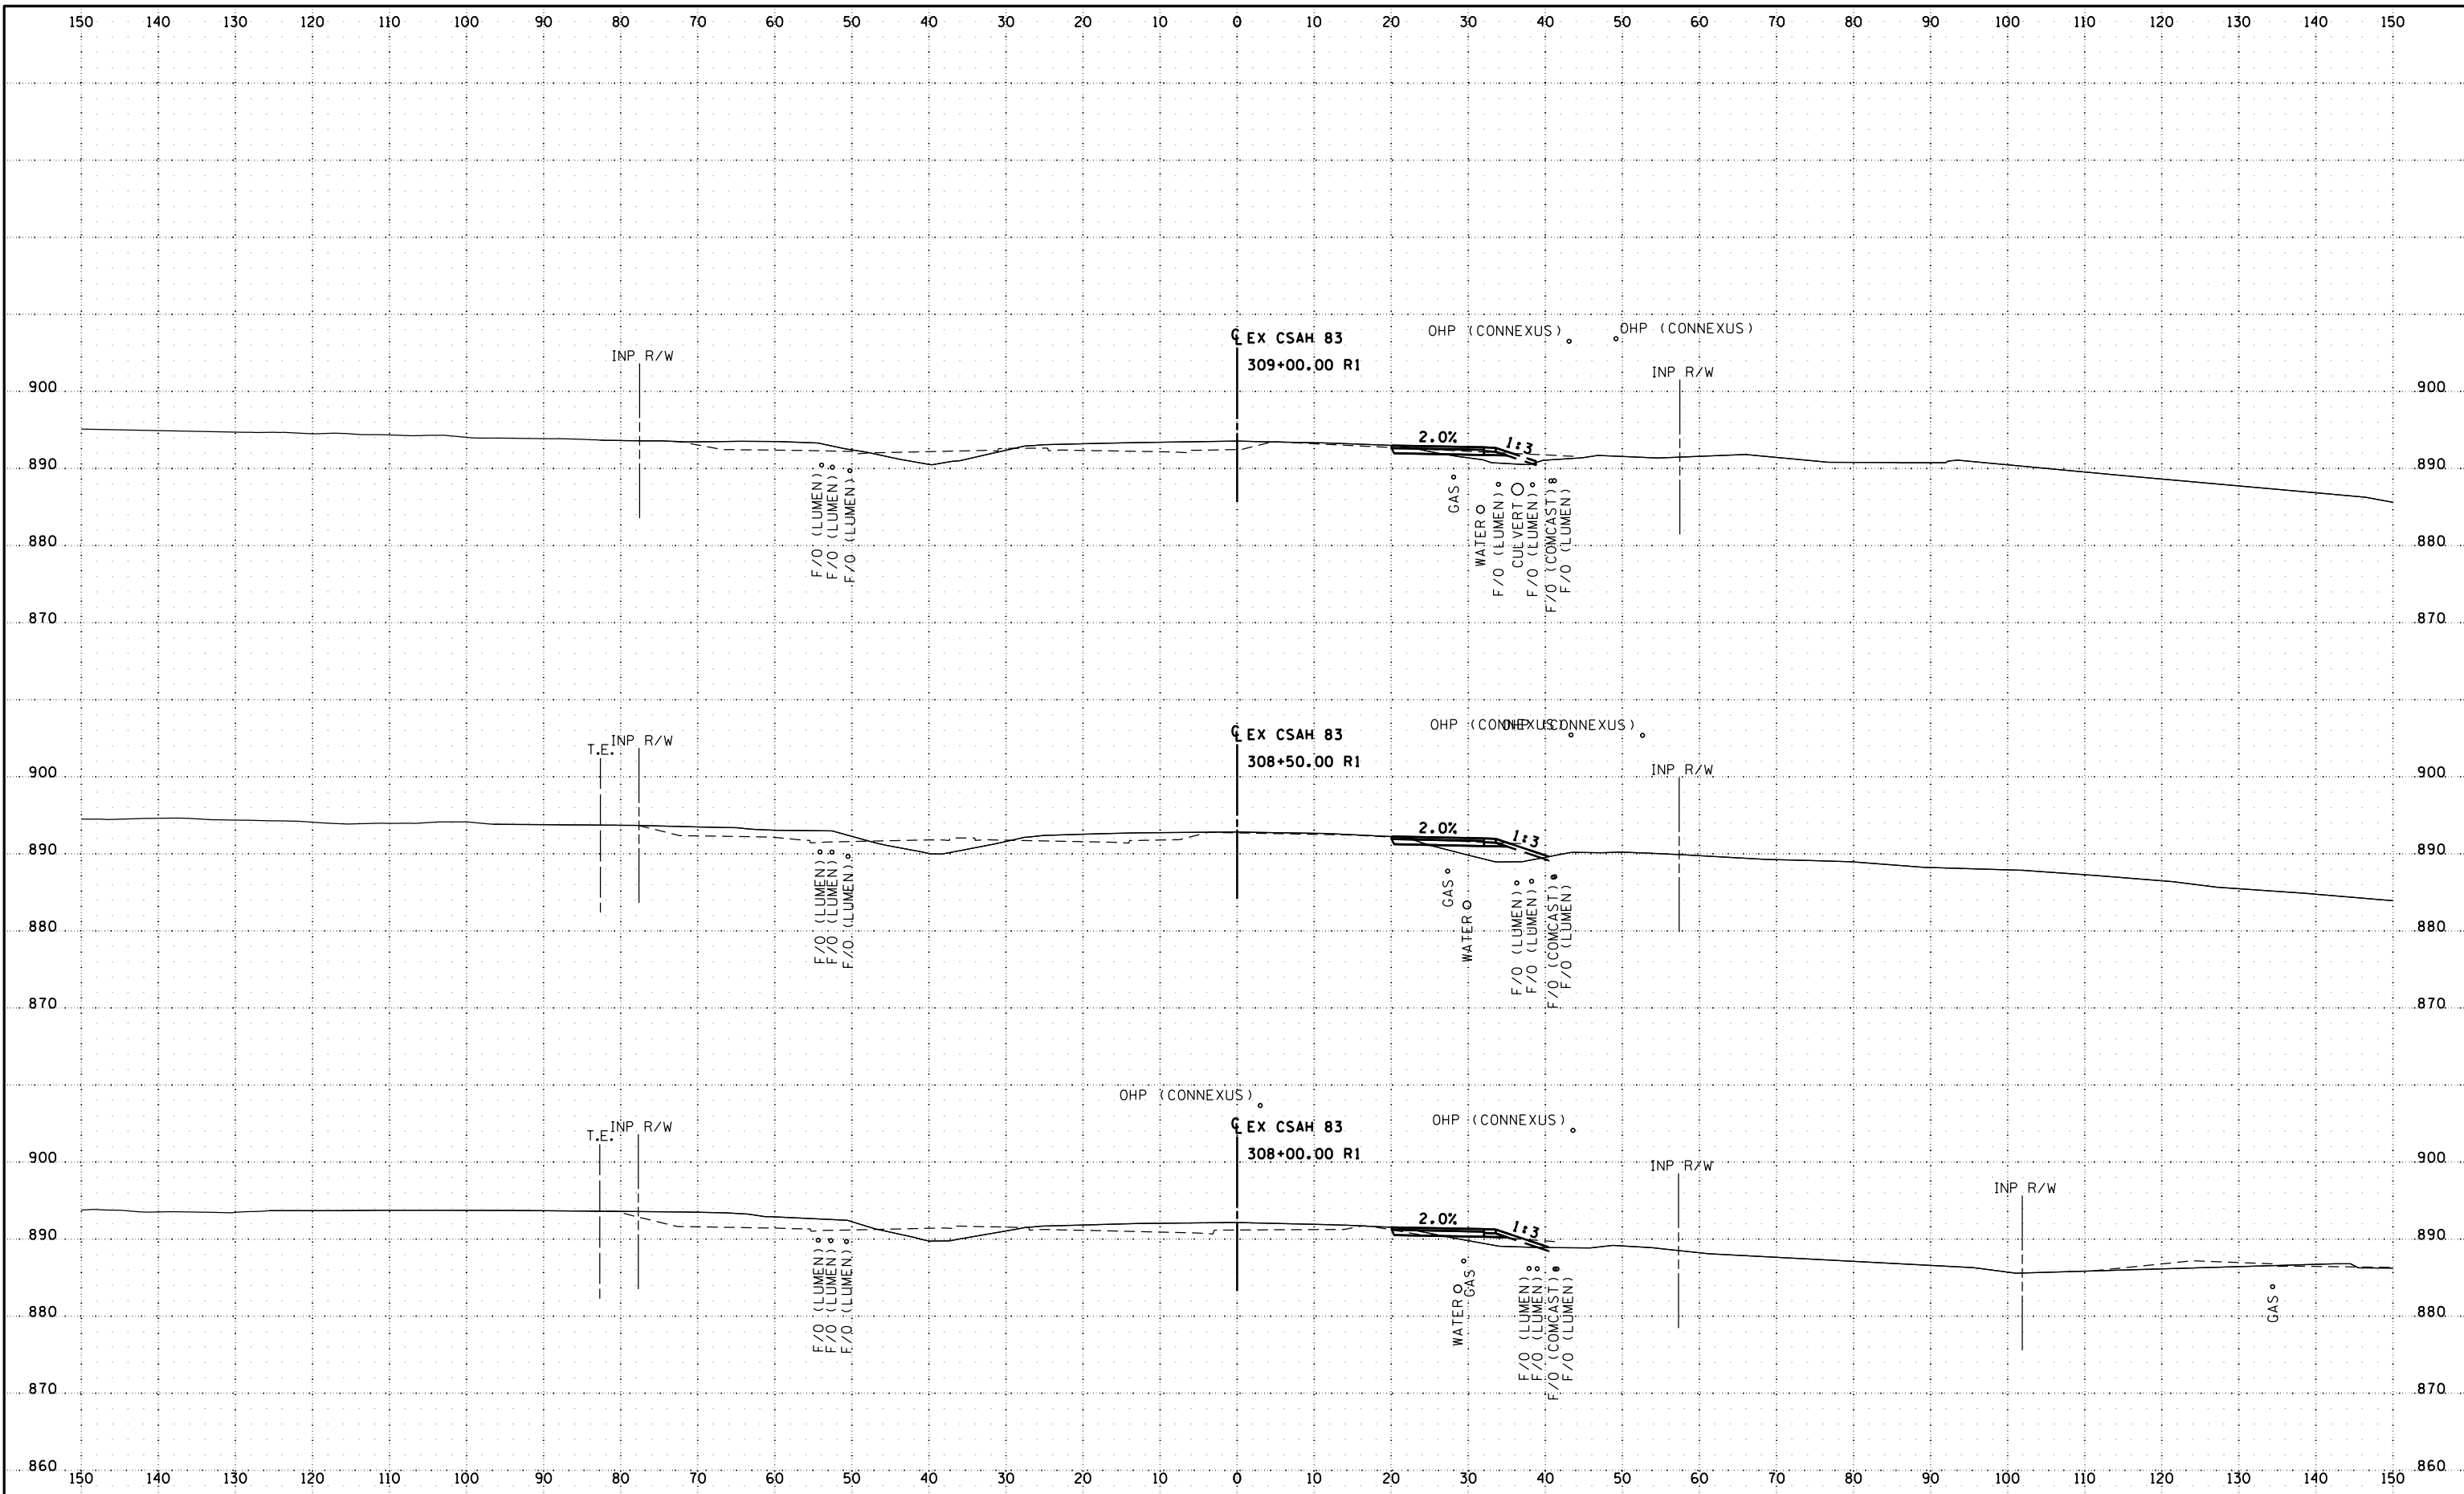 150 140 130 120 110 100 90 80 70 60 50 40 30 20 10 0 10 20 30 40 50 60 70 80 90 100 110 120 130 140 150
OHP (CONNEXUS) OHP (CONNEXUS)
EX CSAH 83
309+00.00 R1
INP R/W
INP R/W
900 900
2.0% 1:3
890 890
F/O (LUMEN)
F/O (LUMEN)
F/O (LUMEN)
GAS
WATER
F/O (LUMEN)
CULVERT
F/O (LUMEN)
F/O (COMCAST)
F/O (LUMEN)
880 880
870 870
OHP (CONNEXUS) OHP (CONNEXUS)
EX CSAH 83
308+50.00 R1
T.E. INP R/W
INP R/W
900 900
2.0% 1:3
890 890
F/O (LUMEN)
F/O (LUMEN)
F/O (LUMEN)
GAS
WATER
F/O (LUMEN)
F/O (LUMEN)
F/O (COMCAST)
F/O (LUMEN)
880 880
870 870
OHP (CONNEXUS)
OHP (CONNEXUS)
EX CSAH 83
308+00.00 R1
T.E. INP R/W
INP R/W
INP R/W
900 900
2.0% 1:3
890 890
F/O (LUMEN)
F/O (LUMEN)
F/O (LUMEN)
WATER
GAS
F/O (LUMEN)
F/O (LUMEN)
F/O (COMCAST)
F/O (LUMEN)
GAS
880 880
870 870
860 860
150 140 130 120 110 100 90 80 70 60 50 40 30 20 10 0 10 20 30 40 50 60 70 80 90 100 110 120 130 140 150